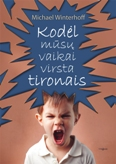 Michael Winterhoff
Kodėl
mūsų
vaikai
virsta
tironais